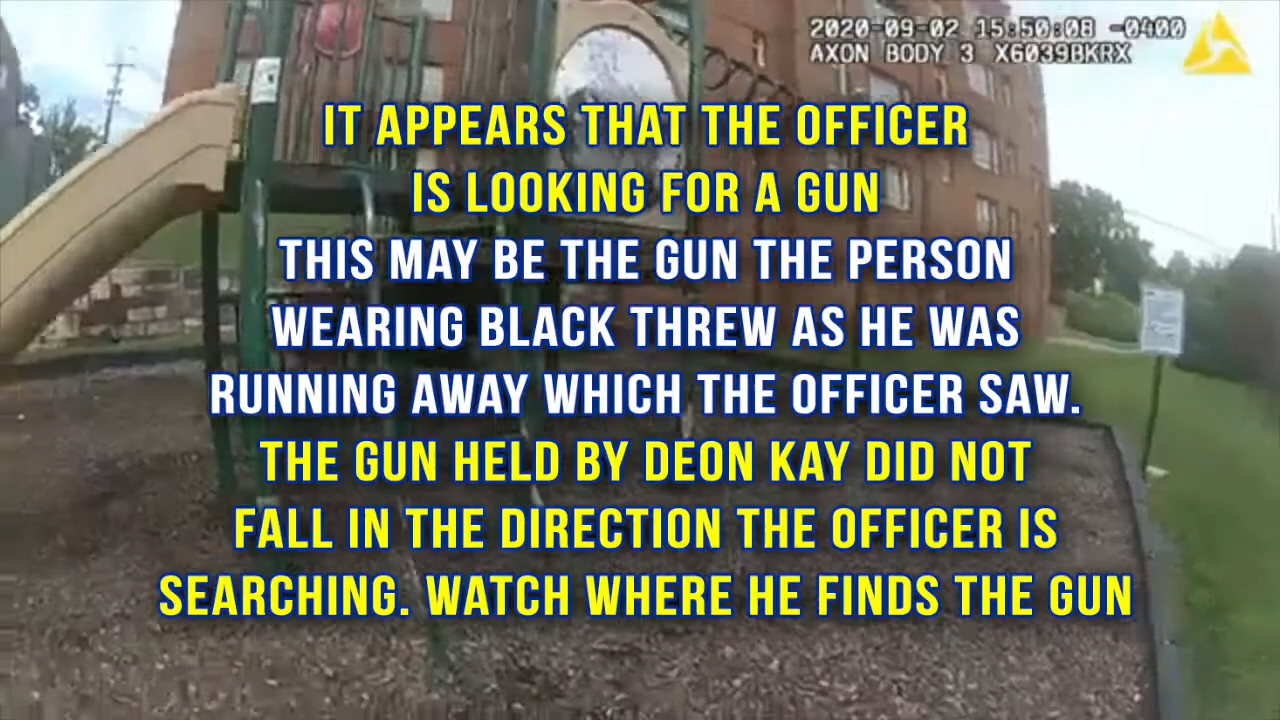 2020-09-02 15:50:08 -0400
AXON BODY 3 X6039BKRX
IT APPEARS THAT THE OFFICER
IS LOOKING FOR A GUN
THIS MAY BE THE GUN THE PERSON
WEARING BLACK THREW AS HE WAS
RUNNING AWAY WHICH THE OFFICER SAW.
THE GUN HELD BY DEON KAY DID NOT
FALL IN THE DIRECTION THE OFFICER IS
SEARCHING. WATCH WHERE HE FINDS THE GUN